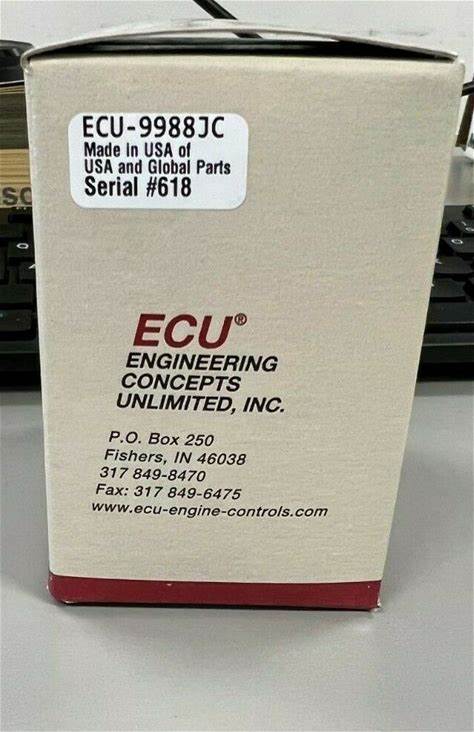 ECU-9988JC
Made in USA of
USA and Global Parts
Serial #618
ECU®
ENGINEERING
CONCEPTS
UNLIMITED, INC.
P.O. Box 250
Fishers, IN 46038
317 849-8470
Fax: 317 849-6475
www.ecu-engine-controls.com